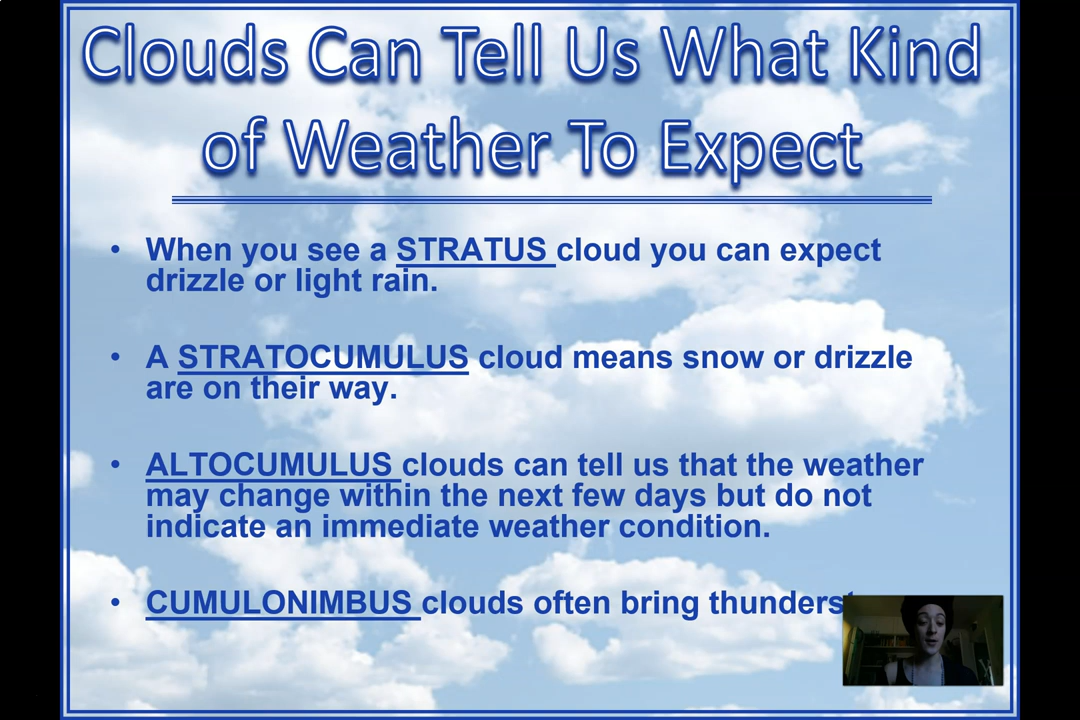 Clouds Can Tell Us What Kind
of Weather To Expect
• When you see a STRATUS cloud you can expect
drizzle or light rain.
• A STRATOCUMULUS cloud means snow or drizzle
are on their way.
• ALTOCUMULUS clouds can tell us that the weather
may change within the next few days but do not
indicate an immediate weather condition.
• CUMULONIMBUS clouds often bring